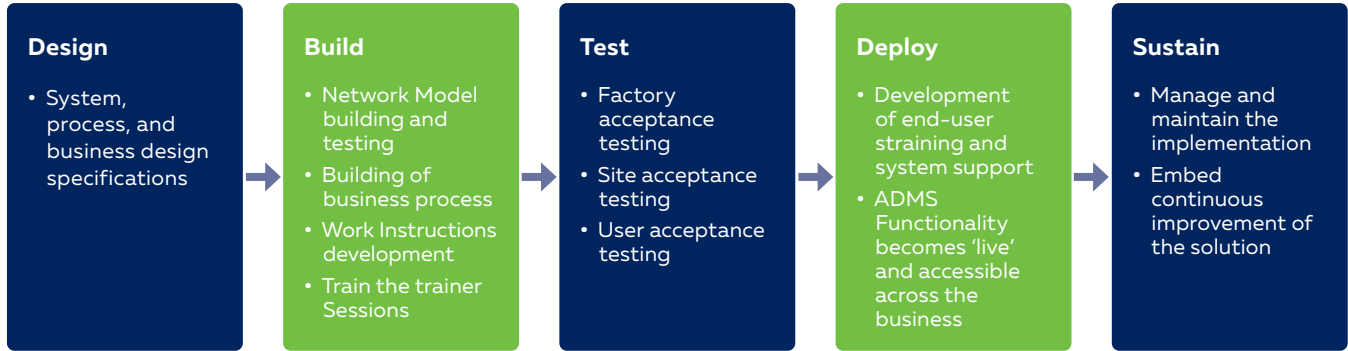 Design
• System,
process, and
business design
specifications
Build
• Network Model
building and
testing
• Building of
business process
• Work Instructions
development
• Train the trainer
Sessions
Test
• Factory
acceptance
testing
• Site acceptance
testing
• User acceptance
testing
Deploy
• Development
of end-user
straining and
system support
• ADMS
Functionality
becomes ‘live’
and accessible
across the
business
Sustain
• Manage and
maintain the
implementation
• Embed
continuous
improvement of
the solution